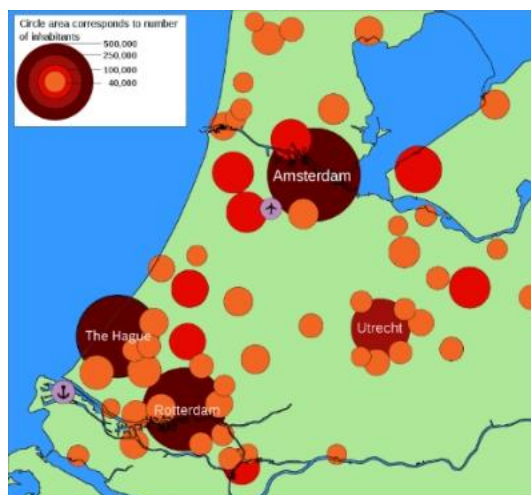 Circle area corresponds to number
of inhabitants
500,000
250,000
100,000
40,000
Amsterdam
The Hague
Utrecht
Rotterdam